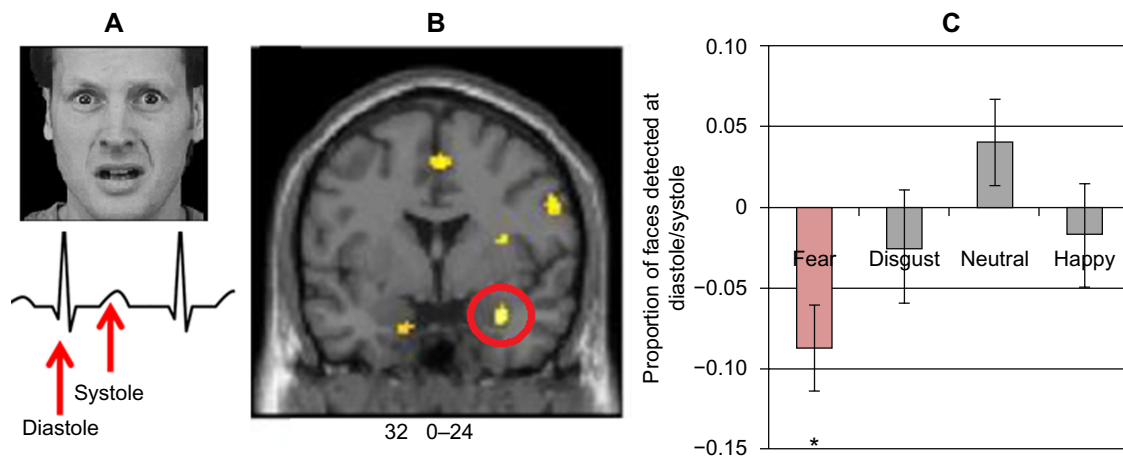 A
B
C
Systole
Diastole
32 0–24
Proportion of faces detected at
diastole/systole
0.10
0.05
0
Fear
Disgust
Neutral
Happy
−0.05
−0.10
−0.15
*